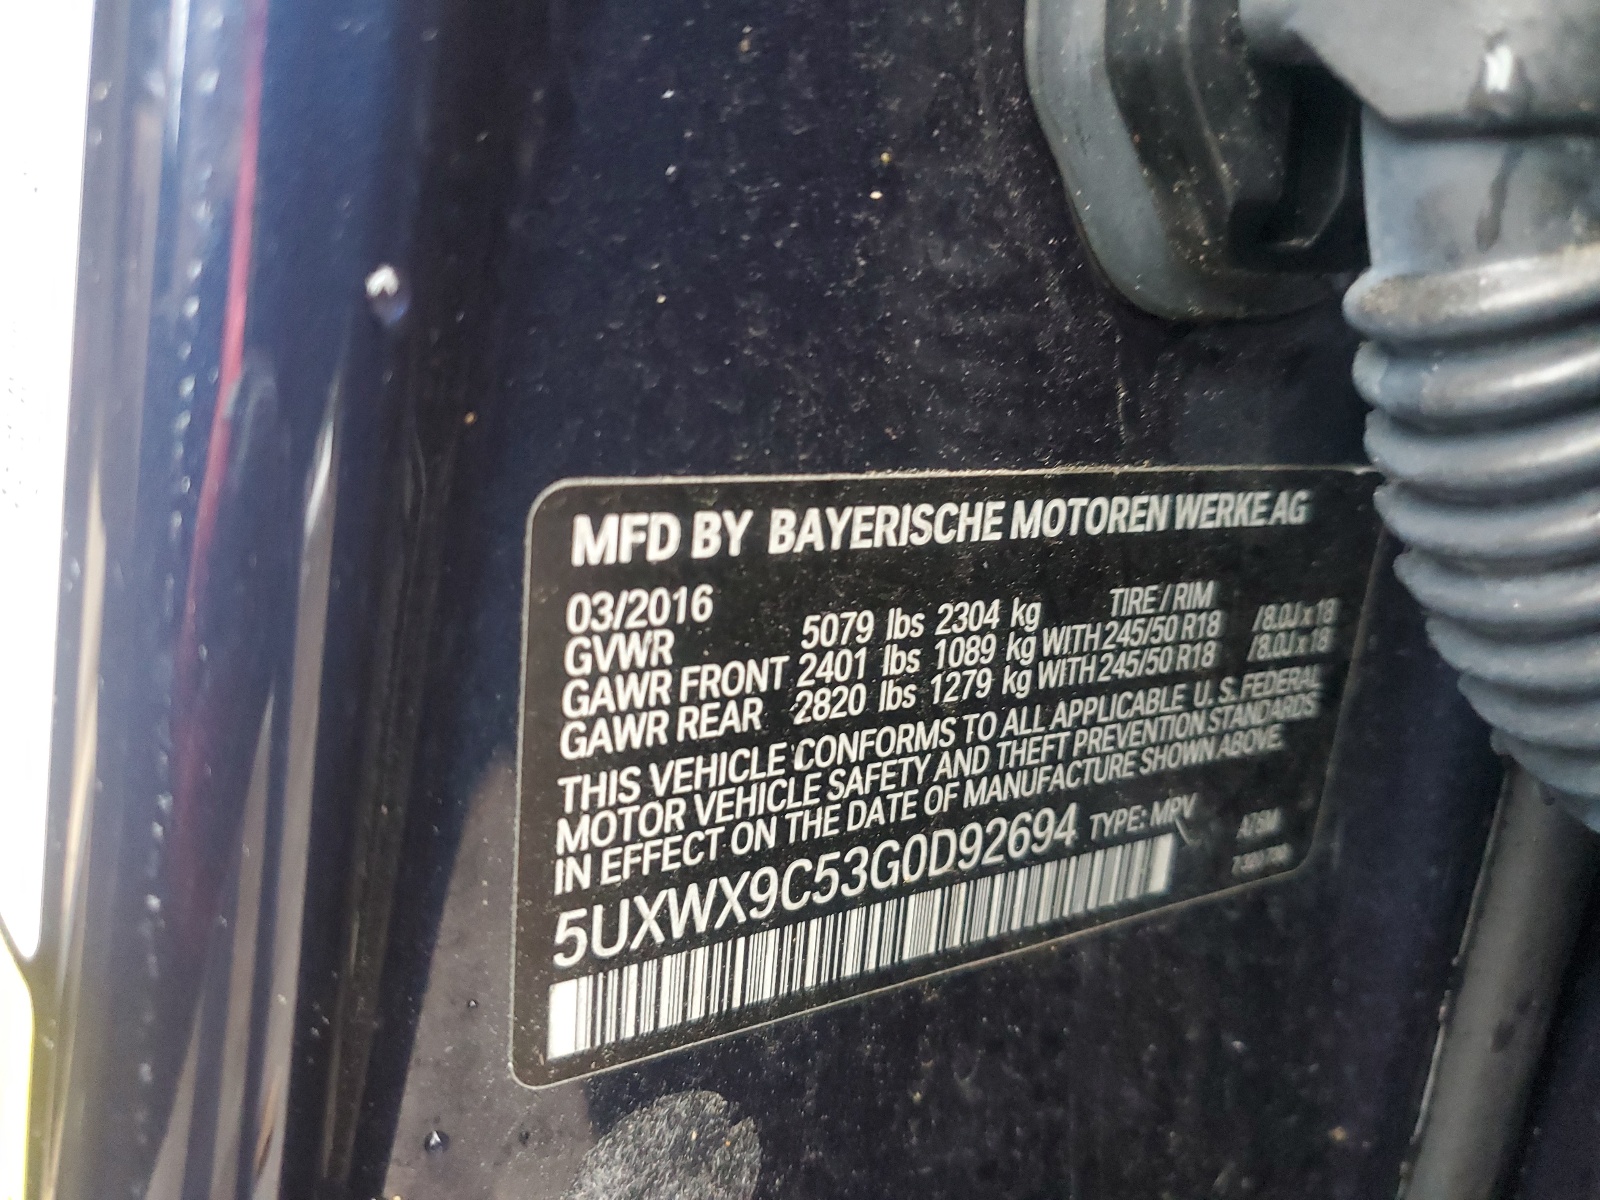 MFD BY BAYERISCHE MOTOREN WERKE AG
03/2016 TIRE / RIM
GVWR 5079 lbs 2304 kg
GAWR FRONT 2401 lbs 1089 kg WITH 245/50 R18 /8.0J x 18
GAWR REAR 2820 lbs 1279 kg WITH 245/50 R18 /8.0J x 18
THIS VEHICLE CONFORMS TO ALL APPLICABLE U. S. FEDERAL
MOTOR VEHICLE SAFETY AND THEFT PREVENTION STANDARDS
IN EFFECT ON THE DATE OF MANUFACTURE SHOWN ABOVE.
5UXWX9C53G0D92694 TYPE: MPV